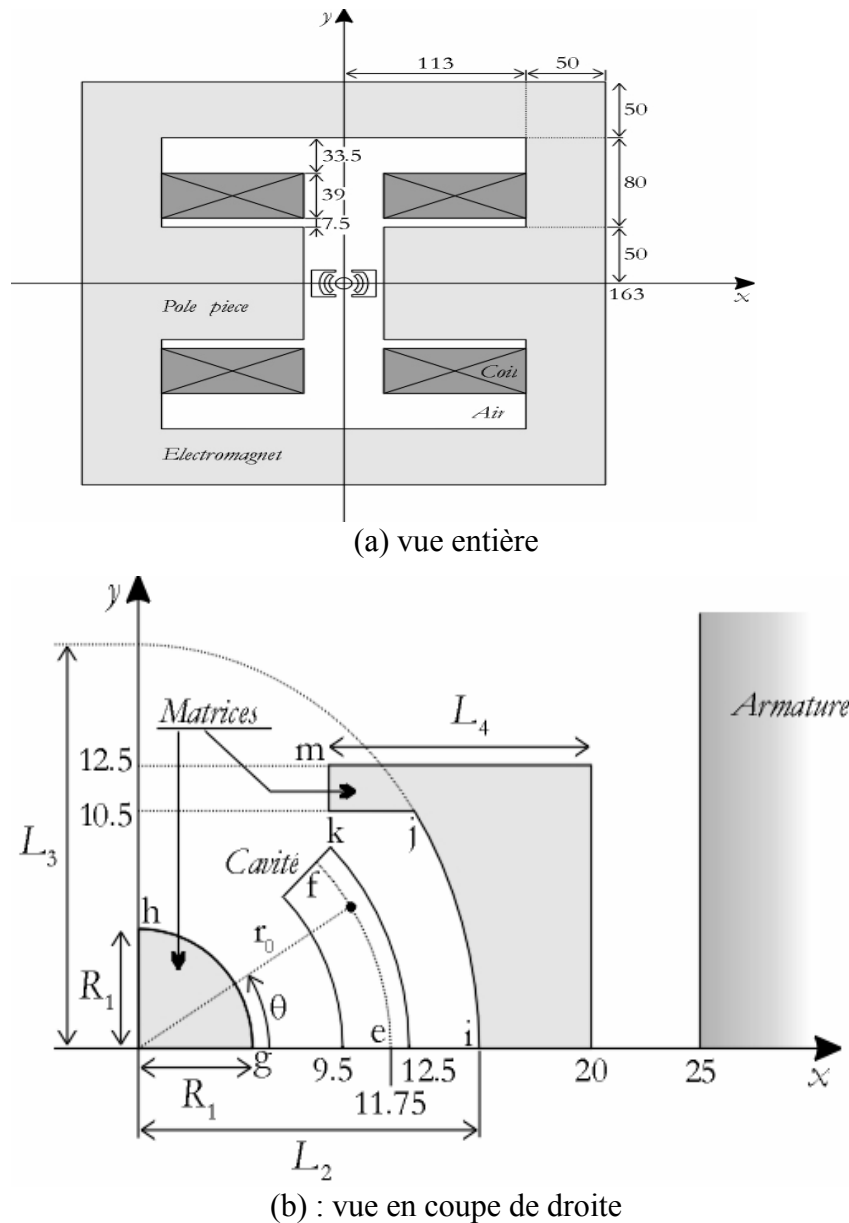 y
113
50
50
33.5
39
7.5
80
50
Pole piece
163
x
Coil
Air
Electromagnet
(a) vue entière
y
Armature
Matrices
L4
m
12.5
10.5
k
j
L3
Cavité
f
h
r0
R1
θ
e
i
g
9.5
12.5
20
25
x
11.75
R1
L2
(b) : vue en coupe de droite